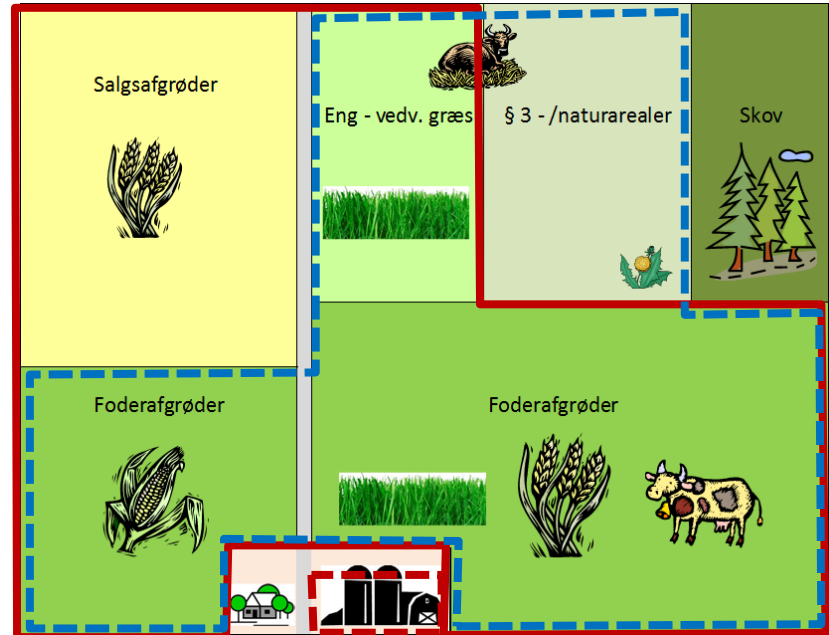 Salgsafgrøder
Eng - vedv. græs
§ 3 - /naturarealer
Skov
Foderafgrøder
Foderafgrøder